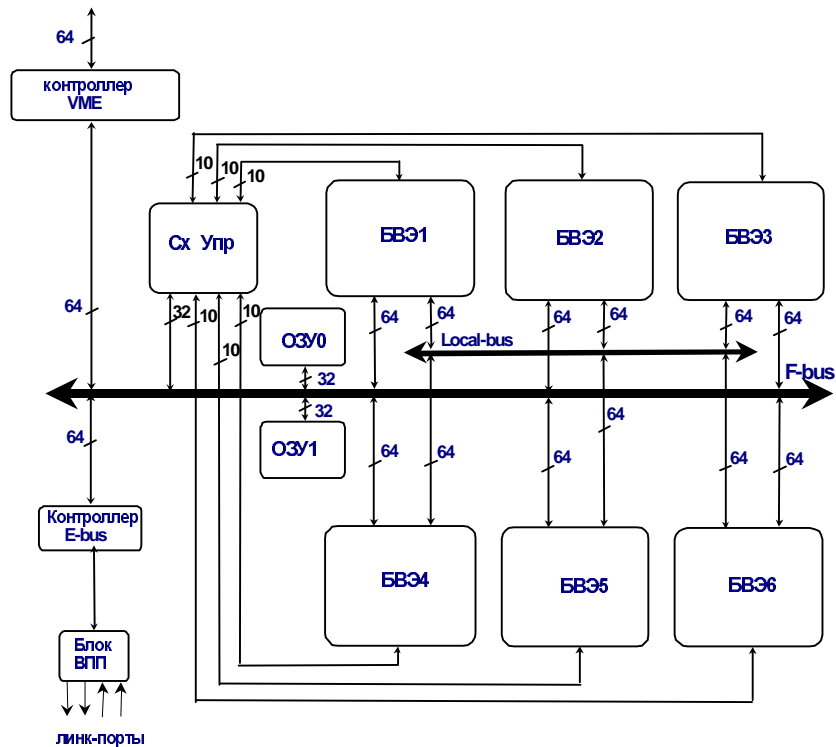 64
контроллер
VME
10
10
10
Сх Упр
БВЭ1
БВЭ2
БВЭ3
64
32
10
10
10
ОЗУ0
64
64
64
64
64
64
Local-bus
32
F-bus
32
64
ОЗУ1
64
64
64
64
64
64
Контроллер
E-bus
БВЭ4
БВЭ5
БВЭ6
Блок
ВПП
линк-порты